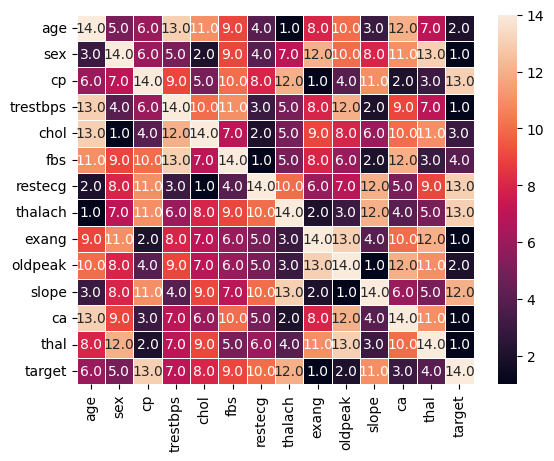 age 14.0 5.0 6.0 13.0 11.0 9.0 4.0 1.0 8.0 10.0 3.0 12.0 7.0 2.0
sex 3.0 14.0 6.0 5.0 2.0 9.0 4.0 7.0 12.0 10.0 8.0 11.0 13.0 1.0
cp 6.0 7.0 14.0 9.0 5.0 10.0 8.0 12.0 1.0 4.0 11.0 2.0 3.0 13.0
trestbps 13.0 4.0 6.0 14.0 10.0 11.0 3.0 5.0 8.0 12.0 2.0 9.0 7.0 1.0
chol 13.0 1.0 4.0 12.0 14.0 7.0 2.0 5.0 9.0 8.0 6.0 10.0 11.0 3.0
fbs 11.0 9.0 10.0 13.0 7.0 14.0 1.0 5.0 8.0 6.0 2.0 12.0 3.0 4.0
restecg 2.0 8.0 11.0 3.0 1.0 4.0 14.0 10.0 6.0 7.0 12.0 5.0 9.0 13.0
thalach 1.0 7.0 11.0 6.0 8.0 9.0 10.0 14.0 2.0 3.0 12.0 4.0 5.0 13.0
exang 9.0 11.0 2.0 8.0 7.0 6.0 5.0 3.0 14.0 13.0 4.0 10.0 12.0 1.0
oldpeak 10.0 8.0 4.0 9.0 7.0 6.0 5.0 3.0 13.0 14.0 1.0 12.0 11.0 2.0
slope 3.0 8.0 11.0 4.0 9.0 7.0 10.0 13.0 2.0 1.0 14.0 6.0 5.0 12.0
ca 13.0 9.0 3.0 7.0 6.0 10.0 5.0 2.0 8.0 12.0 4.0 14.0 11.0 1.0
thal 8.0 12.0 2.0 7.0 9.0 5.0 6.0 4.0 11.0 13.0 3.0 10.0 14.0 1.0
target 6.0 5.0 13.0 7.0 8.0 9.0 10.0 12.0 1.0 2.0 11.0 3.0 4.0 14.0
age sex cp trestbps chol fbs restecg thalach exang oldpeak slope ca thal target
14
12
10
8
6
4
2